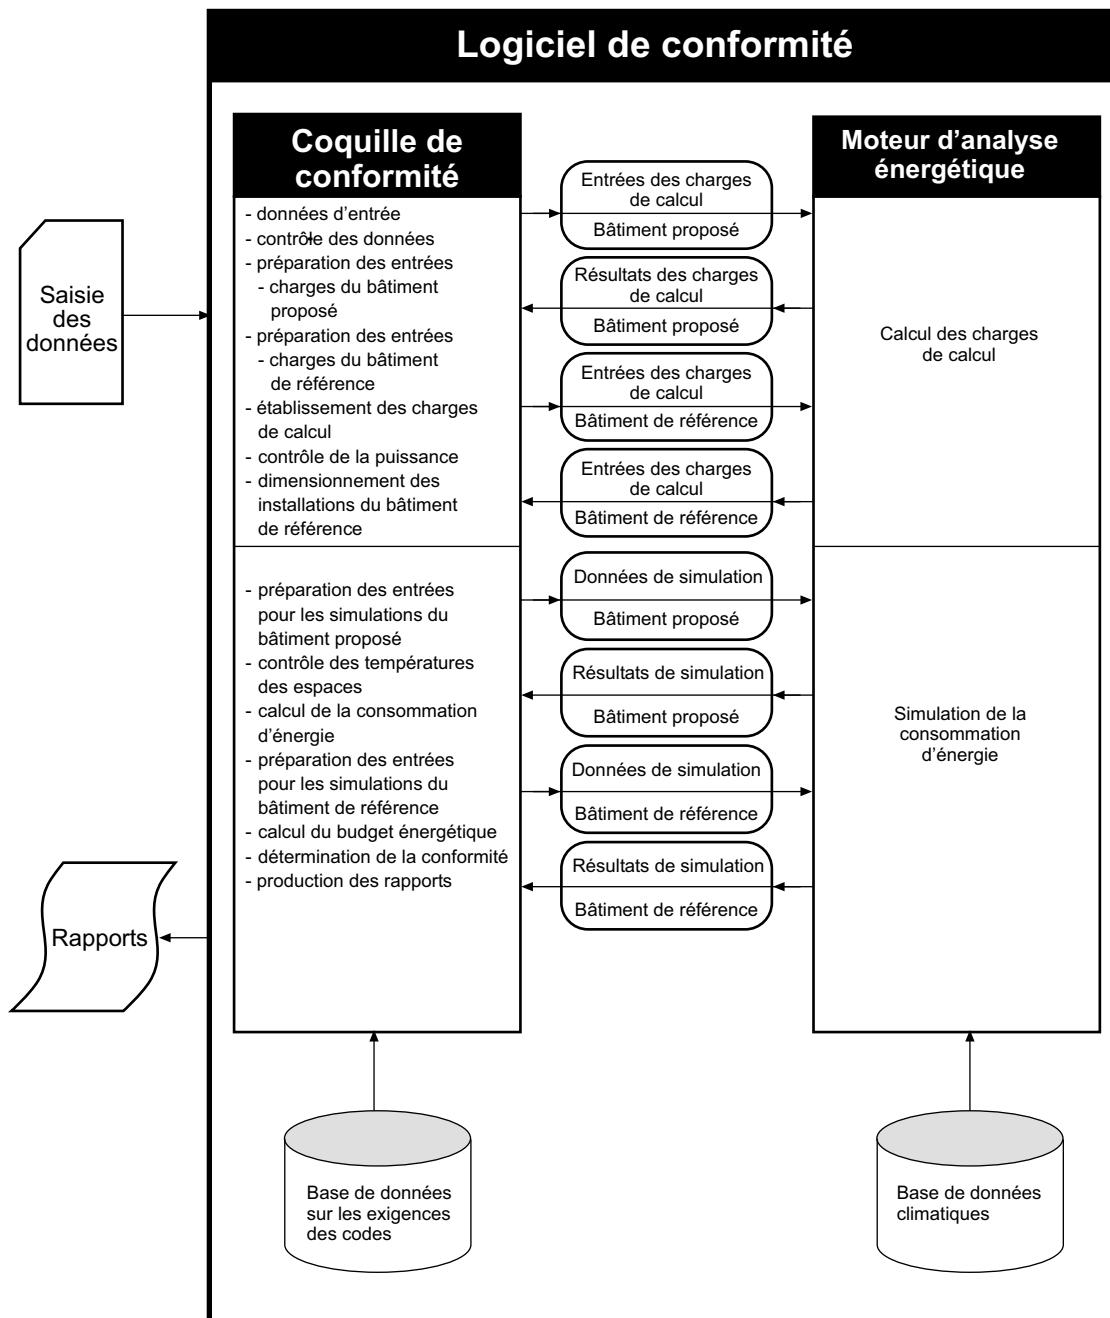 Logiciel de conformité
Coquille de
conformité
- données d'entrée
- contrôle des données
- préparation des entrées
- charges du bâtiment
proposé
- préparation des entrées
- charges du bâtiment
de référence
- établissement des charges
de calcul
- contrôle de la puissance
- dimensionnement des
installations du bâtiment
de référence
- préparation des entrées
pour les simulations du
bâtiment proposé
- contrôle des températures
des espaces
- calcul de la consommation
d'énergie
- préparation des entrées
pour les simulations du
bâtiment de référence
- calcul du budget énergétique
- détermination de la conformité
- production des rapports
Saisie
des
données
Rapports
Entrées des charges
de calcul
Bâtiment proposé
Résultats des charges
de calcul
Bâtiment proposé
Entrées des charges
de calcul
Bâtiment de référence
Entrées des charges
de calcul
Bâtiment de référence
Données de simulation
Bâtiment proposé
Résultats de simulation
Bâtiment proposé
Données de simulation
Bâtiment de référence
Résultats de simulation
Bâtiment de référence
Moteur d'analyse
énergétique
Calcul des charges
de calcul
Simulation de la
consommation
d'énergie
Base de données
sur les exigences
des codes
Base de données
climatiques